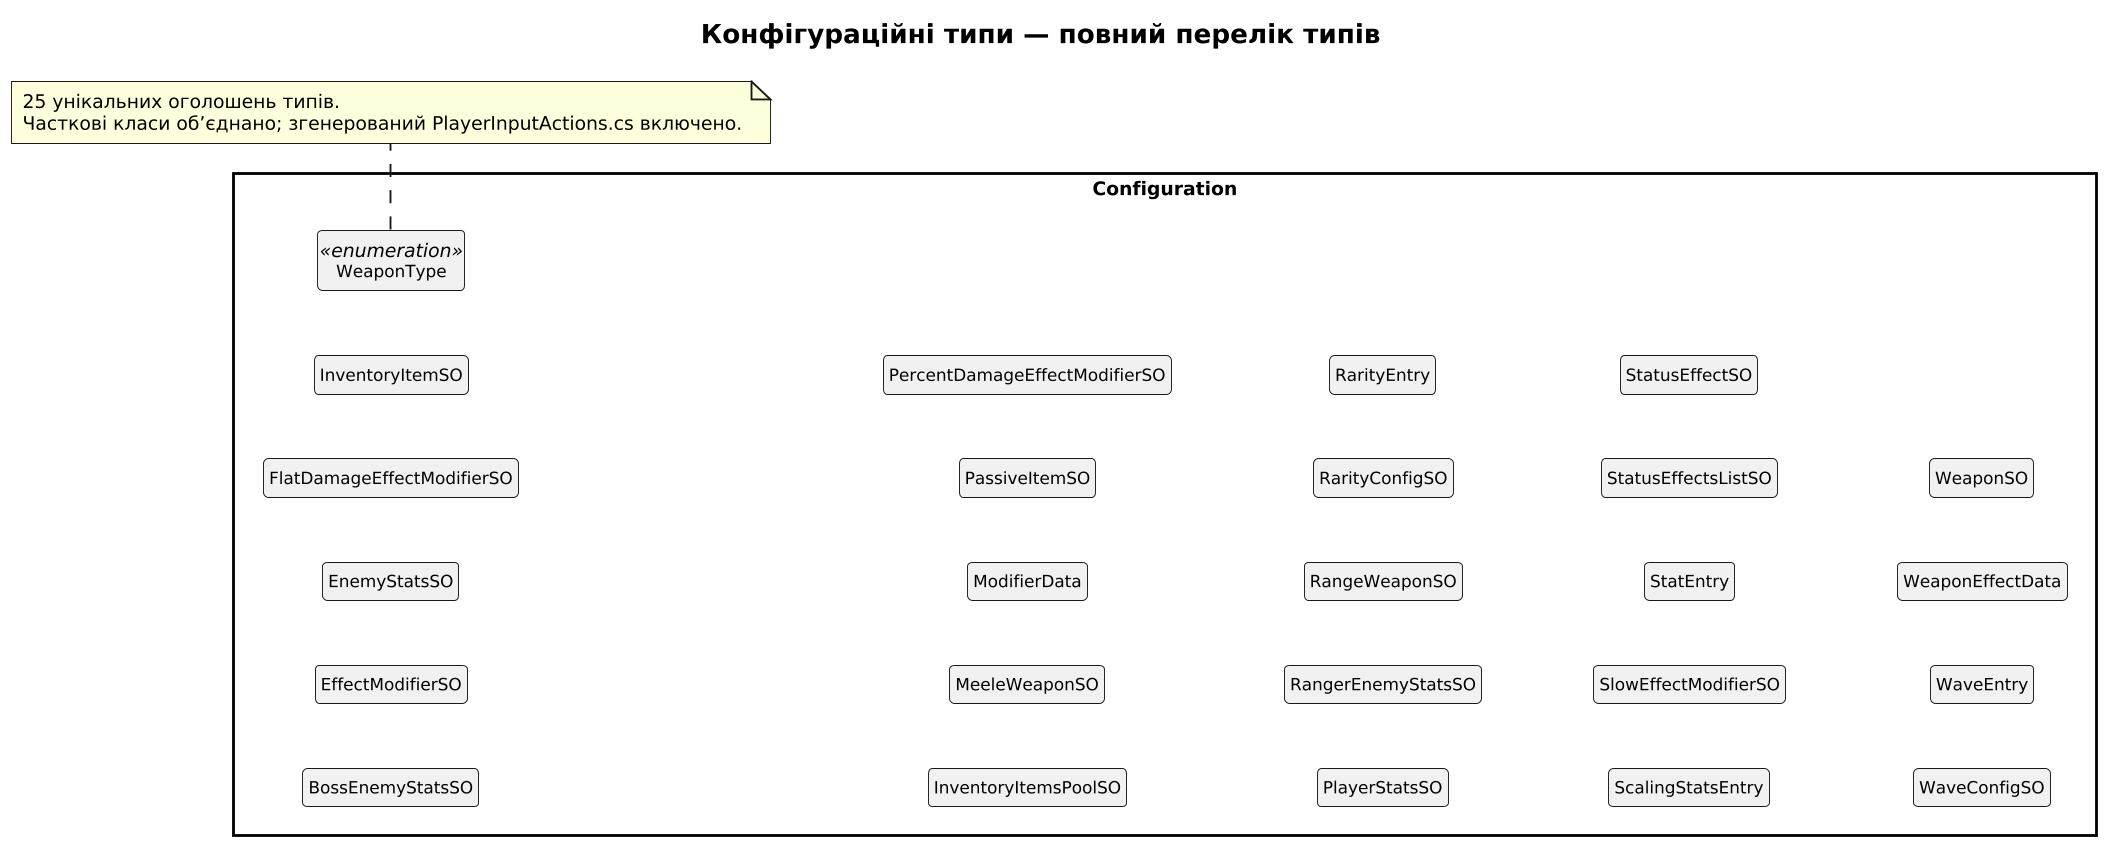 Конфігураційні типи — повний перелік типів
25 унікальних оголошень типів.
Часткові класи об’єднано; згенерований PlayerInputActions.cs включено.
Configuration
«enumeration»
WeaponType
InventoryItemSO
PercentDamageEffectModifierSO
RarityEntry
StatusEffectSO
FlatDamageEffectModifierSO
PassiveItemSO
RarityConfigSO
StatusEffectsListSO
WeaponSO
EnemyStatsSO
ModifierData
RangeWeaponSO
StatEntry
WeaponEffectData
EffectModifierSO
MeeleWeaponSO
RangerEnemyStatsSO
SlowEffectModifierSO
WaveEntry
BossEnemyStatsSO
InventoryItemsPoolSO
PlayerStatsSO
ScalingStatsEntry
WaveConfigSO